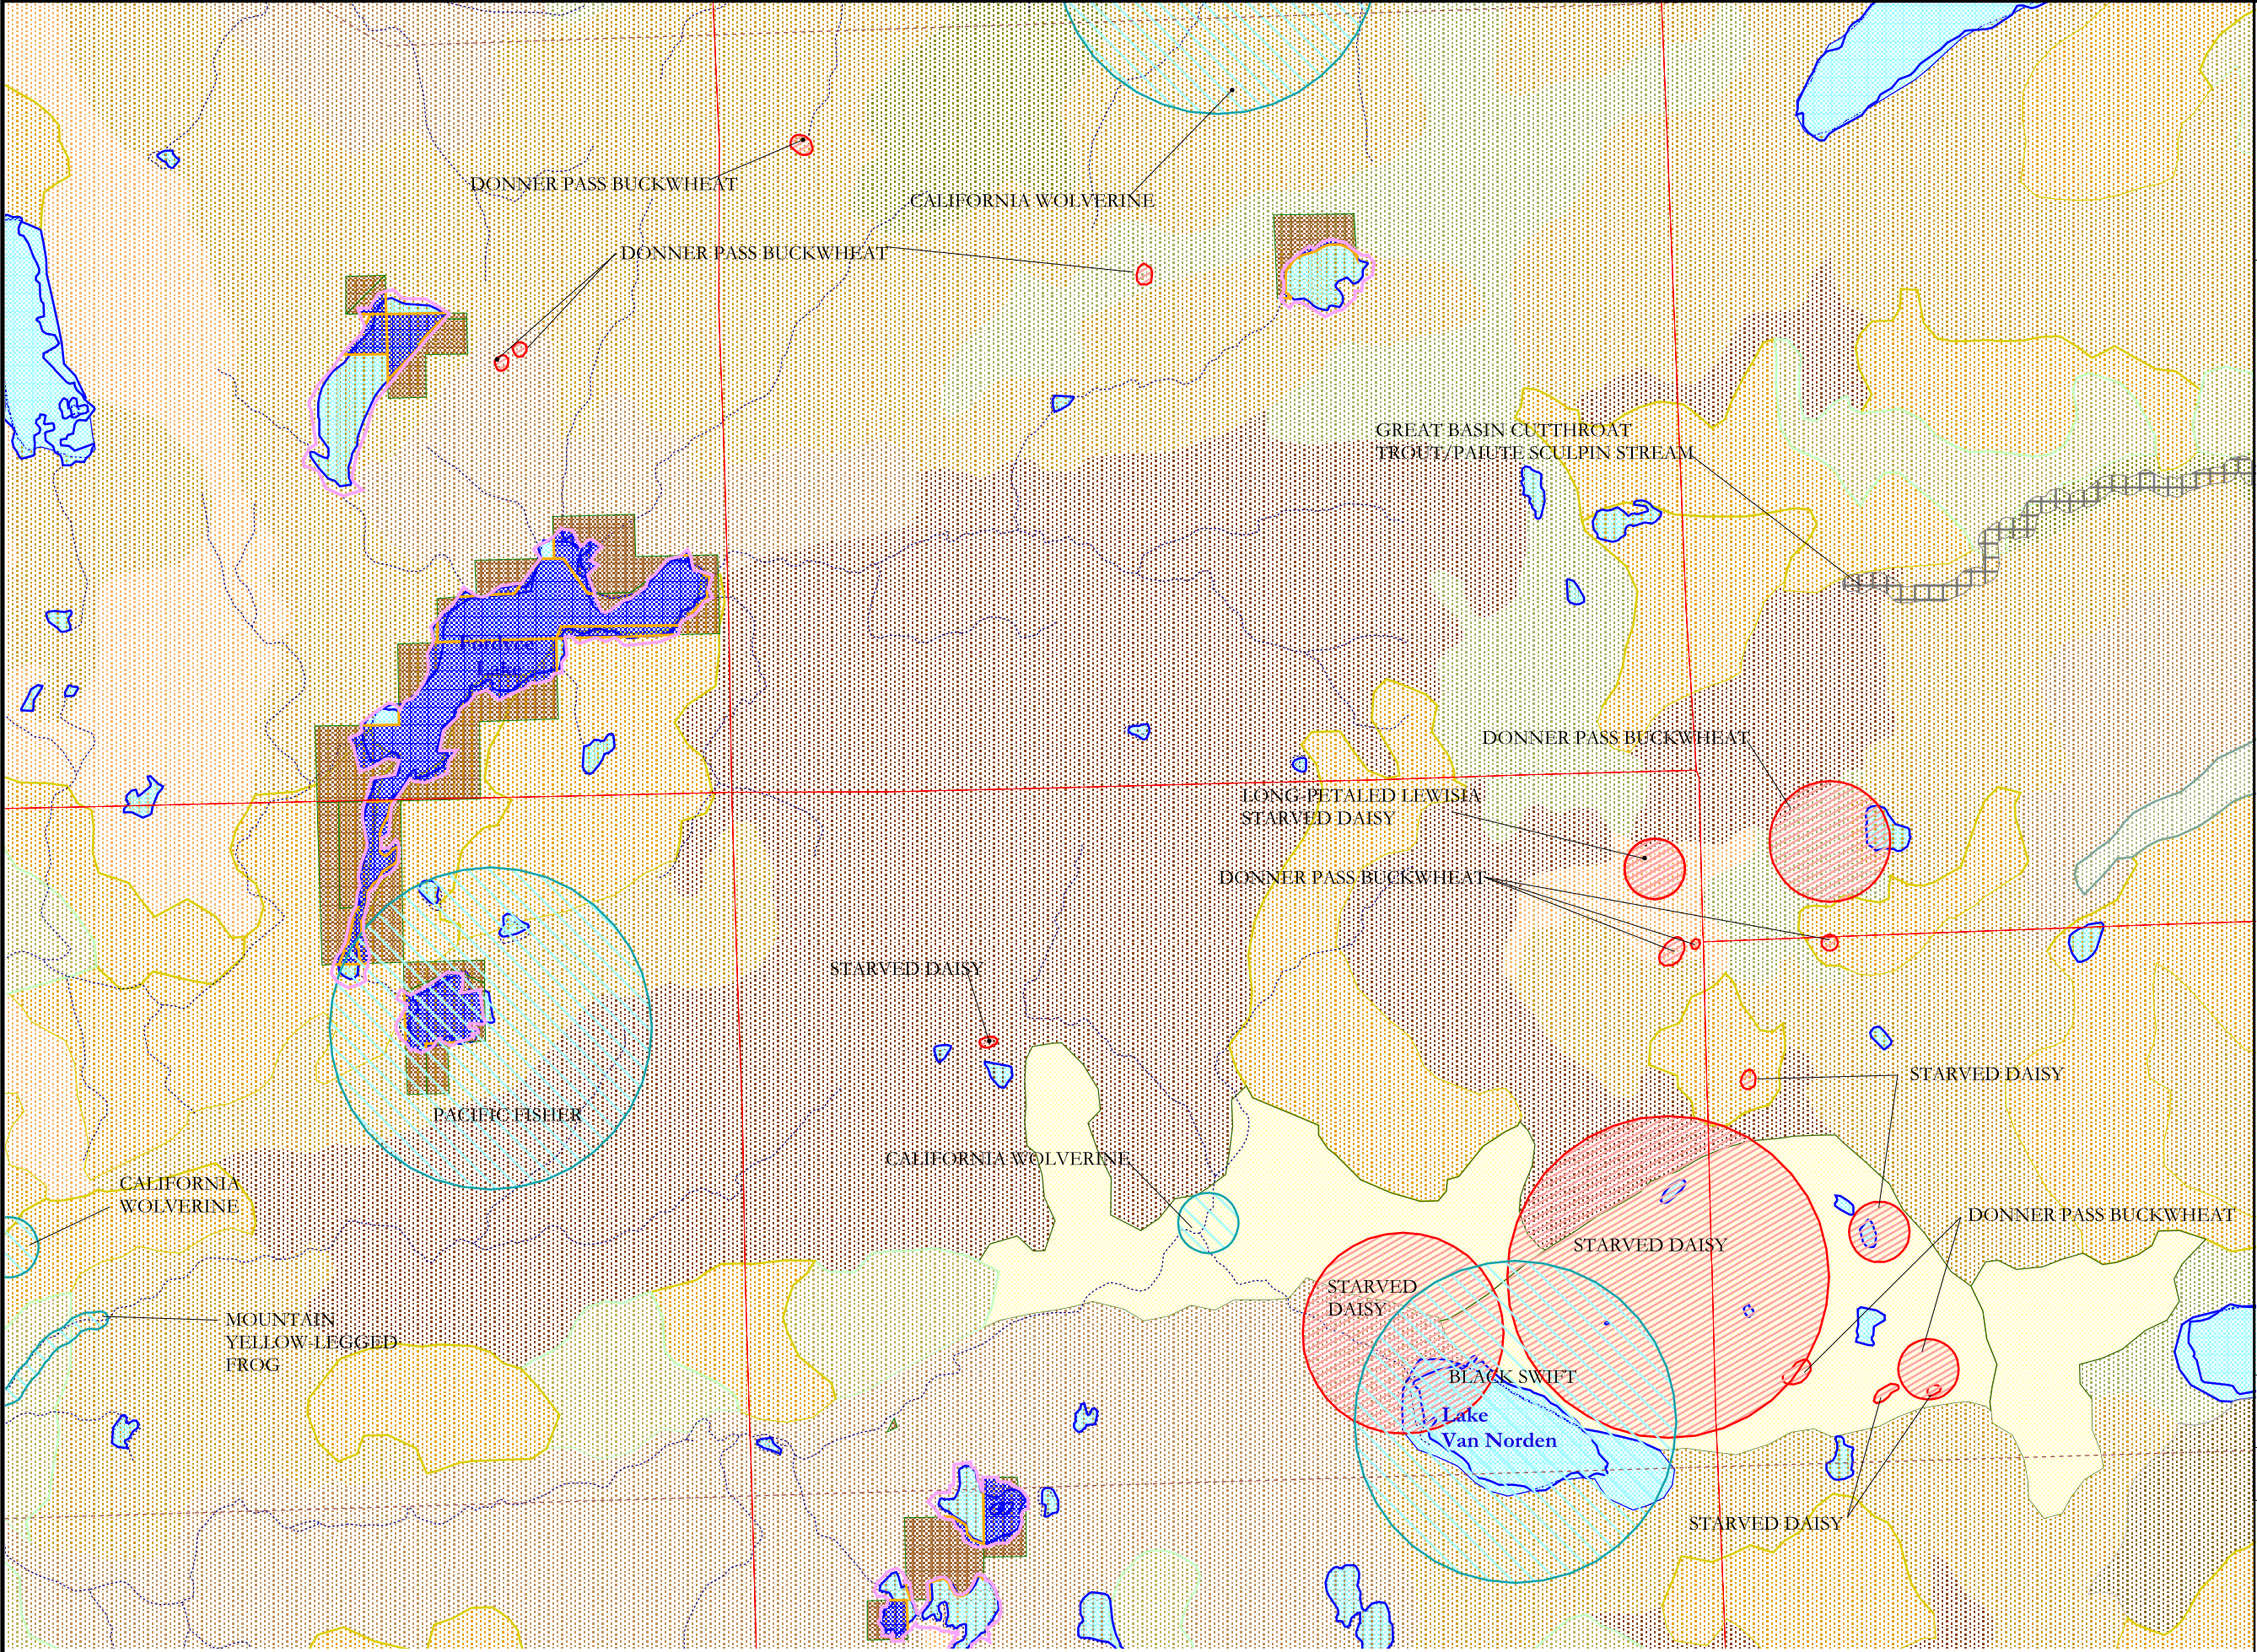 DONNER PASS BUCKWHEAT
CALIFORNIA WOLVERINE
DONNER PASS BUCKWHEAT
GREAT BASIN CUTTHROAT
TROUT/PAIUTE SCULPIN STREAM
Fordyce
Lake
DONNER PASS BUCKWHEAT
LONG-PETALED LEWISIA
STARVED DAISY
DONNER PASS BUCKWHEAT
STARVED DAISY
STARVED DAISY
PACIFIC FISHER
CALIFORNIA WOLVERINE
CALIFORNIA
WOLVERINE
DONNER PASS BUCKWHEAT
STARVED DAISY
STARVED
DAISY
MOUNTAIN
YELLOW-LEGGED
FROG
BLACK SWIFT
Lake
Van Norden
STARVED DAISY